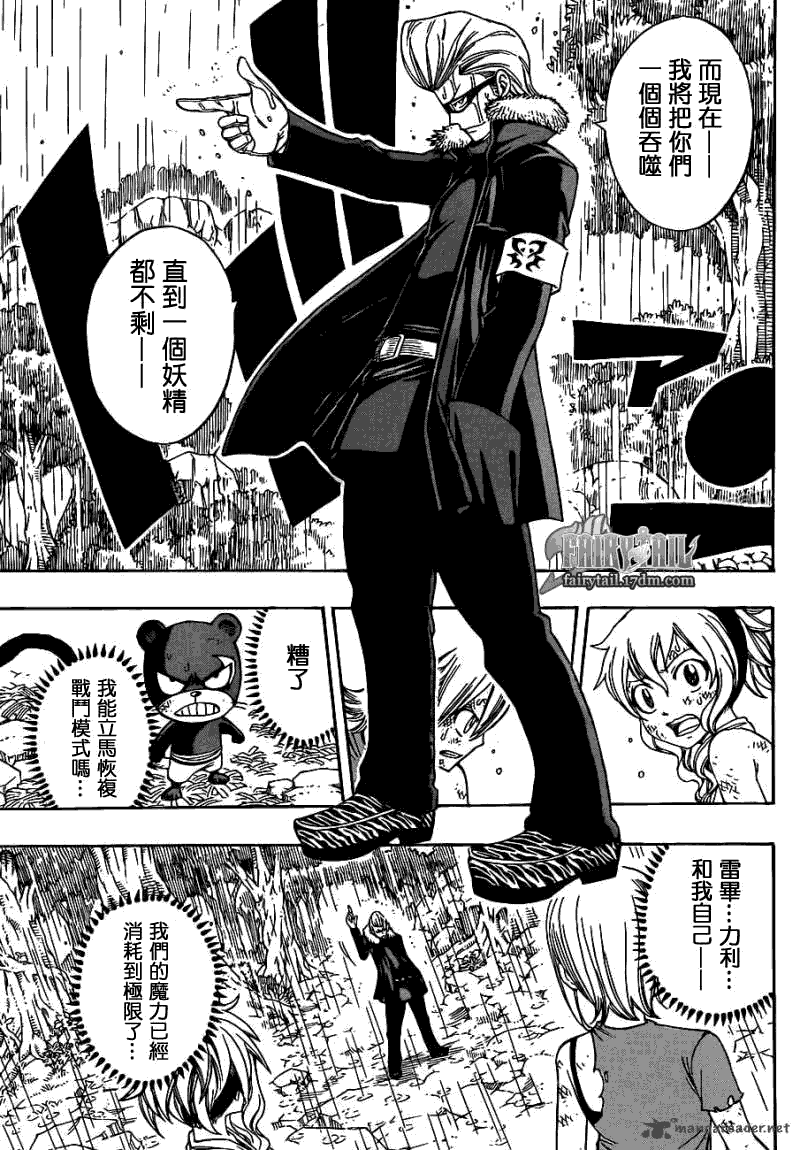 而現在——
我將把你們
一個個吞噬
直到一個妖精
都不剩——
FAIRYTAIL
fairytail.17dm.com
糟了
我能立馬恢複
戰鬥模式嗎…
雷畢…力利…
和我自己——
我們的魔力已經
消耗到極限了…
mangareader.net